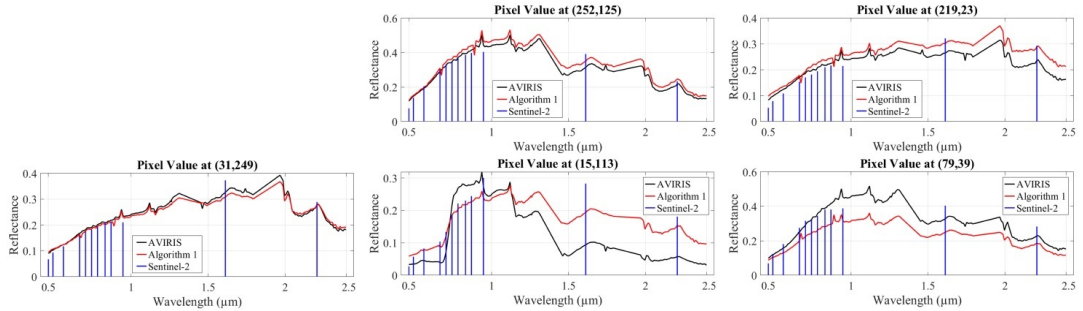 Pixel Value at (252,125)
0.6
0.4
0.2
0
Reflectance
AVIRIS
Algorithm 1
Sentinel-2
0.5 1 1.5 2 2.5
Wavelength (µm)
Pixel Value at (219,23)
0.4
0.3
0.2
0.1
0
Reflectance
AVIRIS
Algorithm 1
Sentinel-2
0.5 1 1.5 2 2.5
Wavelength (µm)
Pixel Value at (31,249)
0.4
0.3
0.2
0.1
0
Reflectance
AVIRIS
Algorithm 1
Sentinel-2
0.5 1 1.5 2 2.5
Wavelength (µm)
Pixel Value at (15,113)
0.3
0.2
0.1
0
Reflectance
AVIRIS
Algorithm 1
Sentinel-2
0.5 1 1.5 2 2.5
Wavelength (µm)
Pixel Value at (79,39)
0.6
0.4
0.2
0
Reflectance
AVIRIS
Algorithm 1
Sentinel-2
0.5 1 1.5 2 2.5
Wavelength (µm)